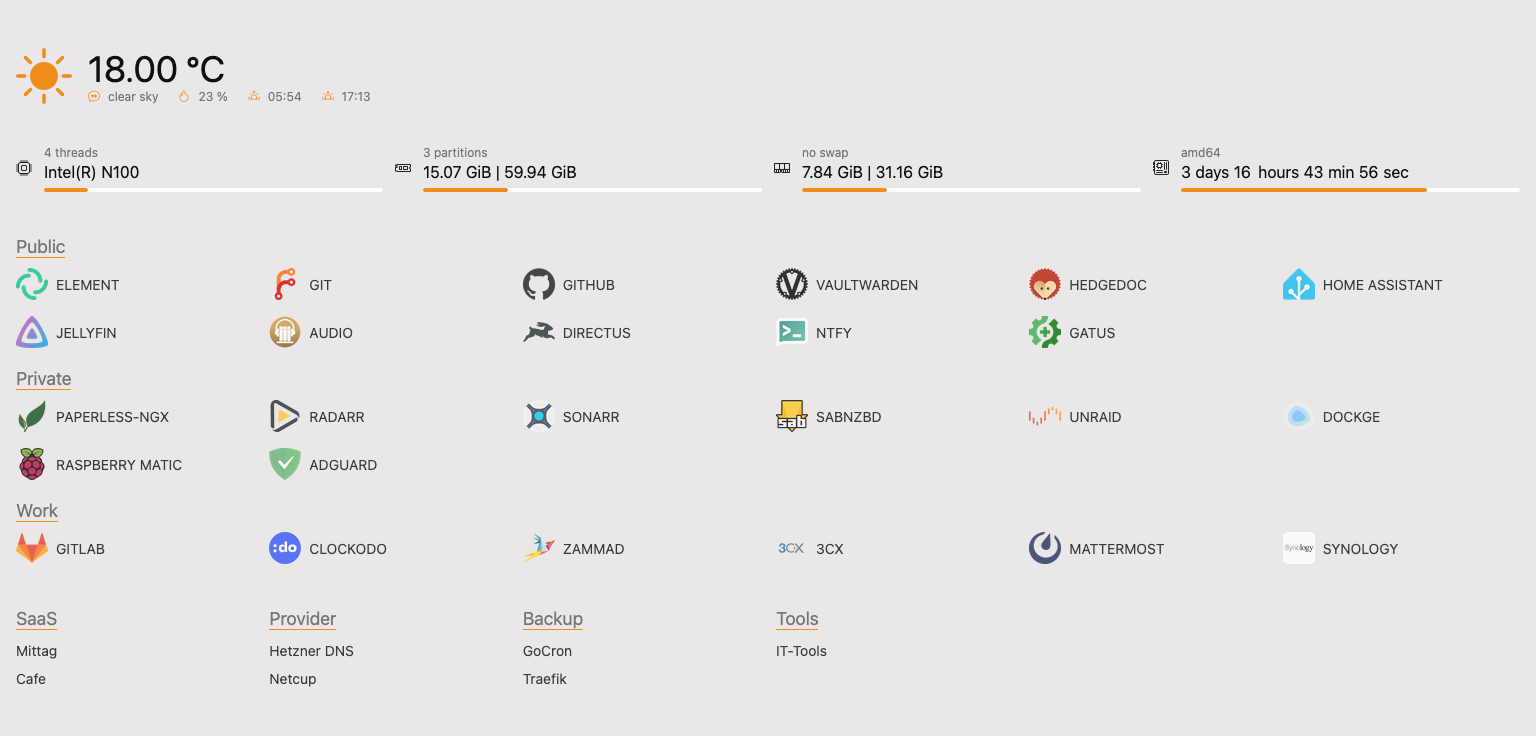 18.00 °C
clear sky 23 % 05:54 17:13
4 threads 3 partitions no swap amd64
Intel(R) N100 15.07 GiB | 59.94 GiB 7.84 GiB | 31.16 GiB 3 days 16 hours 43 min 56 sec
Public
ELEMENT GIT GITHUB VAULTWARDEN HEDGEDOC HOME ASSISTANT
JELLYFIN AUDIO DIRECTUS NTFY GATUS
Private
PAPERLESS-NGX RADARR SONARR sab SABNZBD UNRAID DOCKGE
RASPBERRY MATIC ADGUARD
Work
GITLAB :do CLOCKODO ZAMMAD 3CX 3CX MATTERMOST Synology SYNOLOGY
SaaS Provider Backup Tools
Mittag Hetzner DNS GoCron IT-Tools
Cafe Netcup Traefik